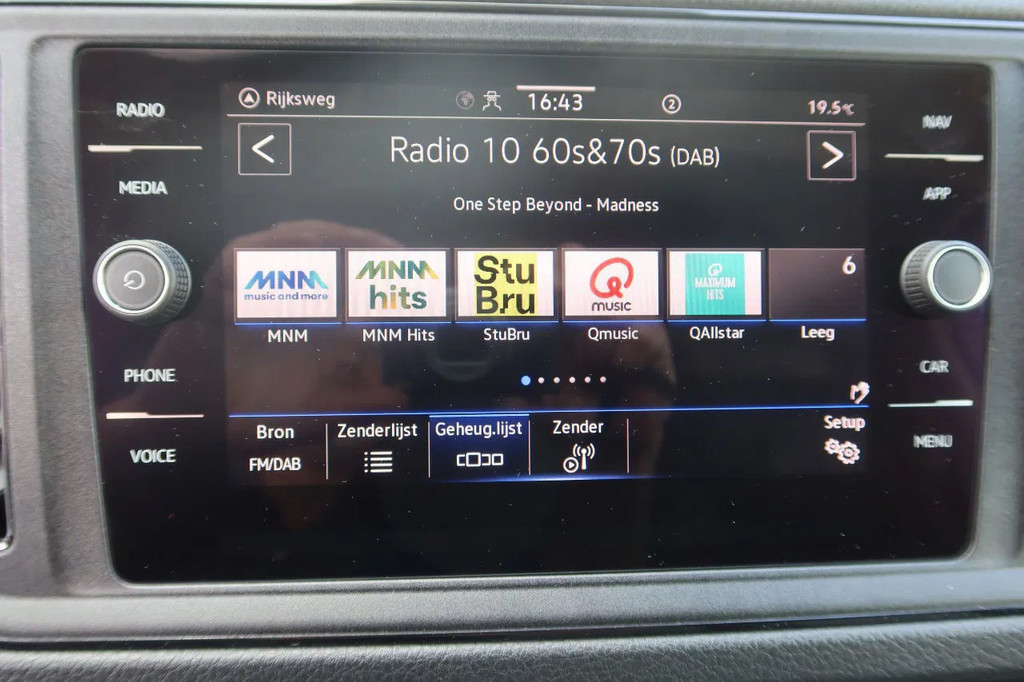 RADIO
MEDIA
PHONE
VOICE
Rijksweg
16:43
2
19.5°C
<
Radio 10 60s&70s (DAB)
>
One Step Beyond - Madness
MNM
music and more
MNM
hits
Stu
Bru
Q
music
Q
MAXIMUM
HITS
6
MNM
MNM Hits
StuBru
Qmusic
QAllstar
Leeg
Bron
FM/DAB
Zenderlijst
Geheug.lijst
Zender
Setup
NAV
APP
CAR
MENU